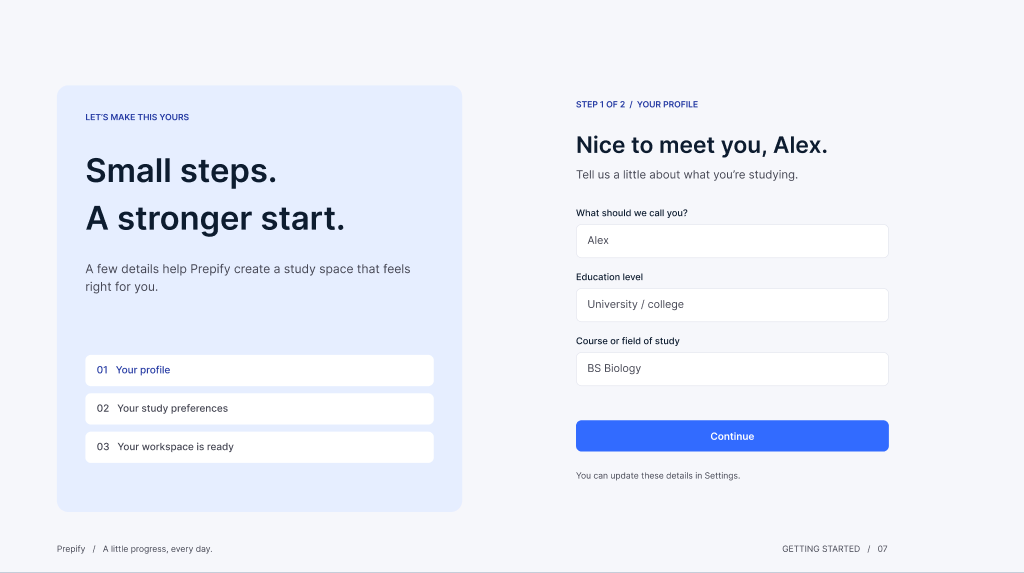 LET’S MAKE THIS YOURS
Small steps.
A stronger start.
A few details help Prepify create a study space that feels
right for you.
01 Your profile
02 Your study preferences
03 Your workspace is ready
STEP 1 OF 2 / YOUR PROFILE
Nice to meet you, Alex.
Tell us a little about what you’re studying.
What should we call you?
Alex
Education level
University / college
Course or field of study
BS Biology
Continue
You can update these details in Settings.
Prepify / A little progress, every day.
GETTING STARTED / 07